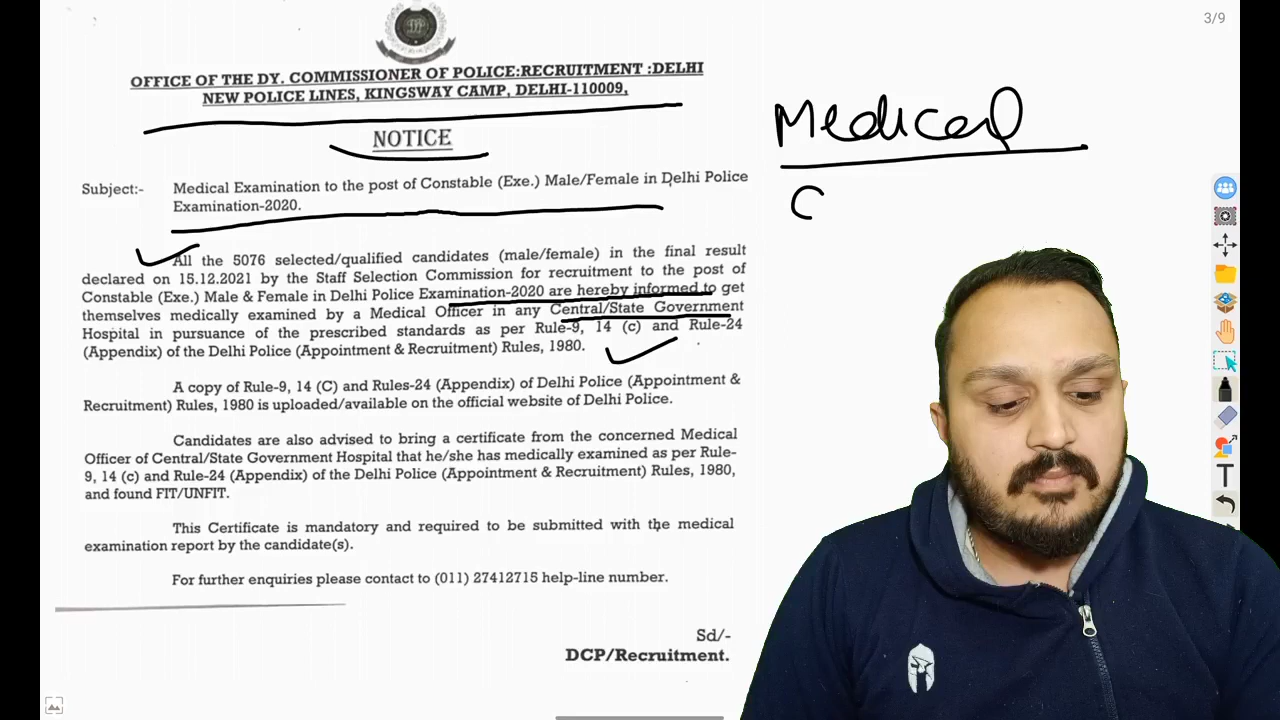 3/9
OFFICE OF THE DY. COMMISSIONER OF POLICE:RECRUITMENT :DELHI
NEW POLICE LINES, KINGSWAY CAMP, DELHI-110009,
NOTICE
Subject:- Medical Examination to the post of Constable (Exe.) Male/Female in Delhi Police
Examination-2020.
All the 5076 selected/qualified candidates (male/female) in the final result
declared on 15.12.2021 by the Staff Selection Commission for recruitment to the post of
Constable (Exe.) Male & Female in Delhi Police Examination-2020 are hereby informed to get
themselves medically examined by a Medical Officer in any Central/State Government
Hospital in pursuance of the prescribed standards as per Rule-9, 14 (c) and Rule-24
(Appendix) of the Delhi Police (Appointment & Recruitment) Rules, 1980.
A copy of Rule-9, 14 (C) and Rules-24 (Appendix) of Delhi Police (Appointment &
Recruitment) Rules, 1980 is uploaded/available on the official website of Delhi Police.
Candidates are also advised to bring a certificate from the concerned Medical
Officer of Central/State Government Hospital that he/she has medically examined as per Rule-
9, 14 (c) and Rule-24 (Appendix) of the Delhi Police (Appointment & Recruitment) Rules, 1980,
and found FIT/UNFIT.
This Certificate is mandatory and required to be submitted with the medical
examination report by the candidate(s).
For further enquiries please contact to (011) 27412715 help-line number.
Sd/-
DCP/Recruitment.
Medical
C
T